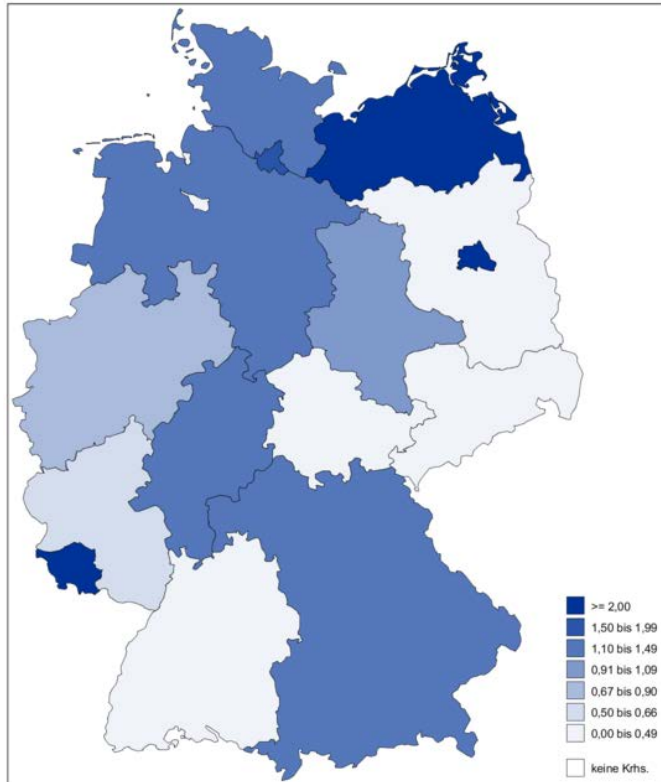 >= 2,00
1,50 bis 1,99
1,10 bis 1,49
0,91 bis 1,09
0,67 bis 0,90
0,50 bis 0,66
0,00 bis 0,49
keine Krhs.